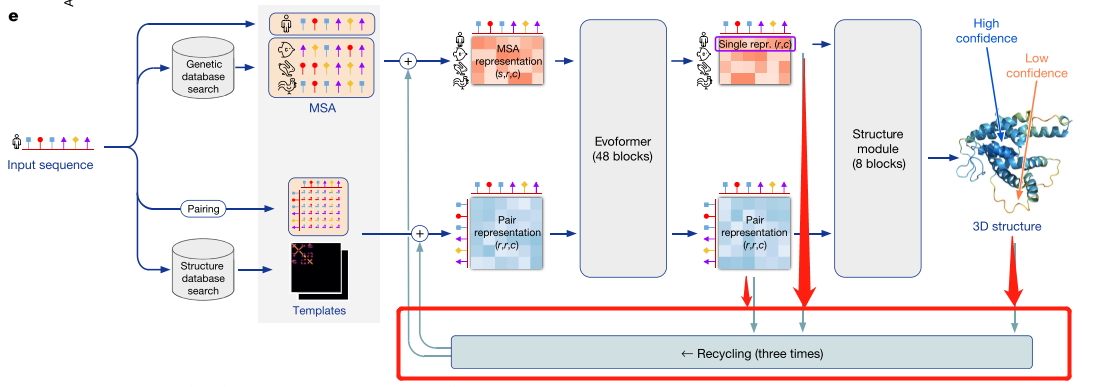 e
A
Genetic
database
search
MSA
Input sequence
Pairing
Structure
database
search
Templates
+
+
MSA
representation
(s,r,c)
Pair
representation
(r,r,c)
Evoformer
(48 blocks)
Single repr. (r,c)
Pair
representation
(r,r,c)
Structure
module
(8 blocks)
High
confidence
Low
confidence
3D structure
← Recycling (three times)